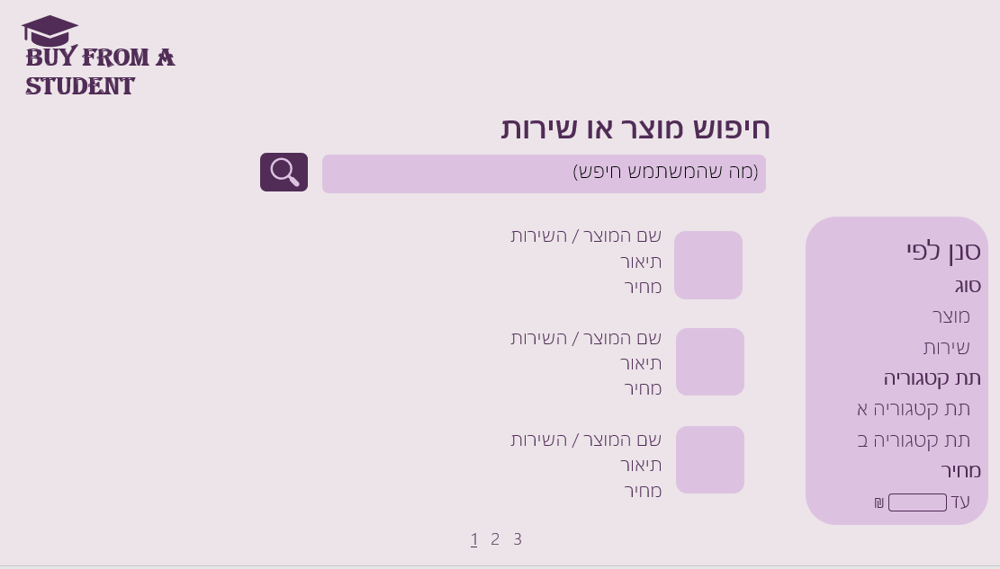 BUY FROM A
STUDENT
חיפוש מוצר או שירות
(מה שהמשתמש חיפש)
סנן לפי
סוג
מוצר
שירות
תת קטגוריה
תת קטגוריה א
תת קטגוריה ב
מחיר
עד ₪
שם המוצר / השירות
תיאור
מחיר
שם המוצר / השירות
תיאור
מחיר
שם המוצר / השירות
תיאור
מחיר
1 2 3